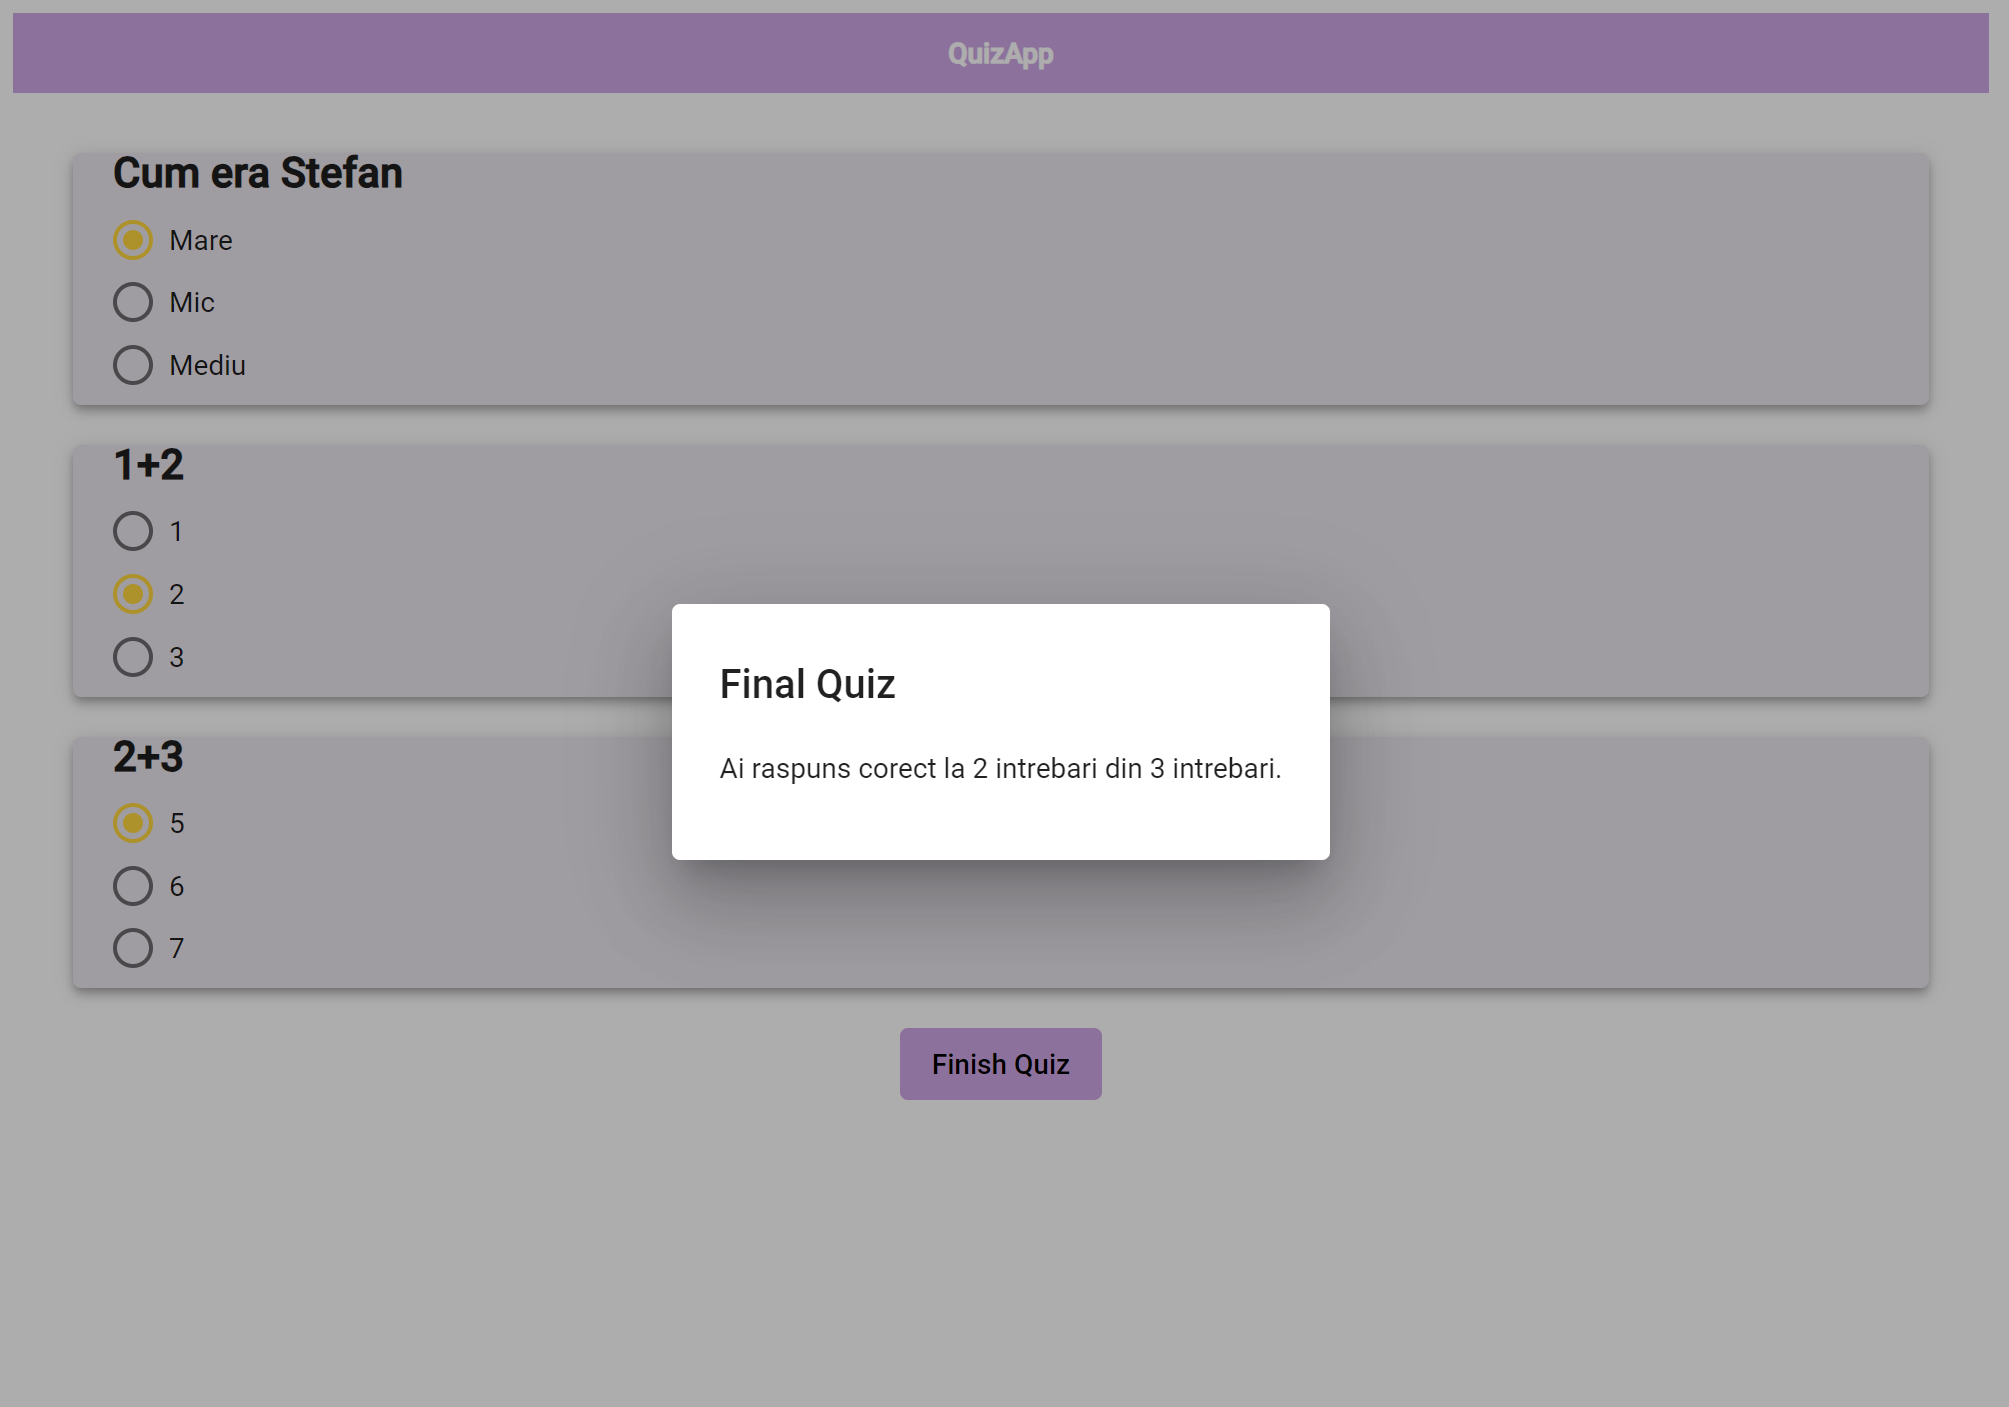 QuizApp
Cum era Stefan
Mare
Mic
Mediu
1+2
1
2
3
2+3
5
6
7
Final Quiz
Ai raspuns corect la 2 intrebari din 3 intrebari.
Finish Quiz